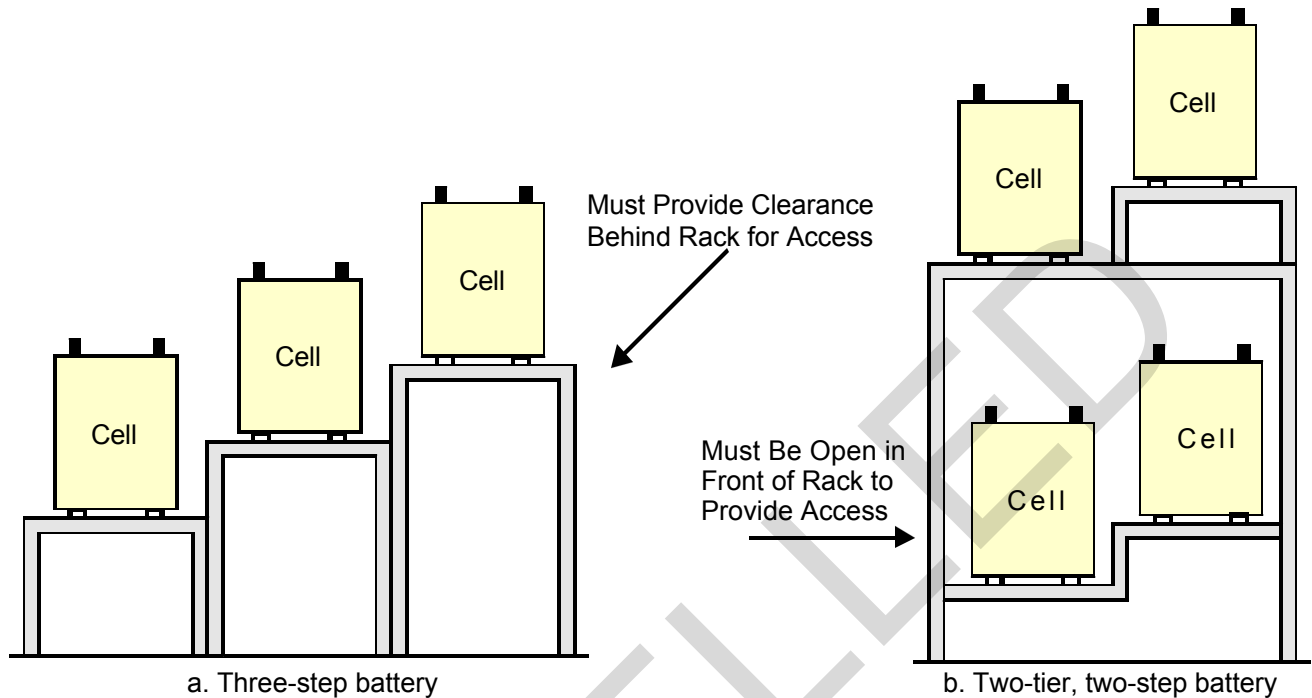 Cell
Cell
Cell
Must Provide Clearance
Behind Rack for Access
a. Three-step battery
Cell
Cell
Cell
Cell
Must Be Open in
Front of Rack to
Provide Access
b. Two-tier, two-step battery
ELLED